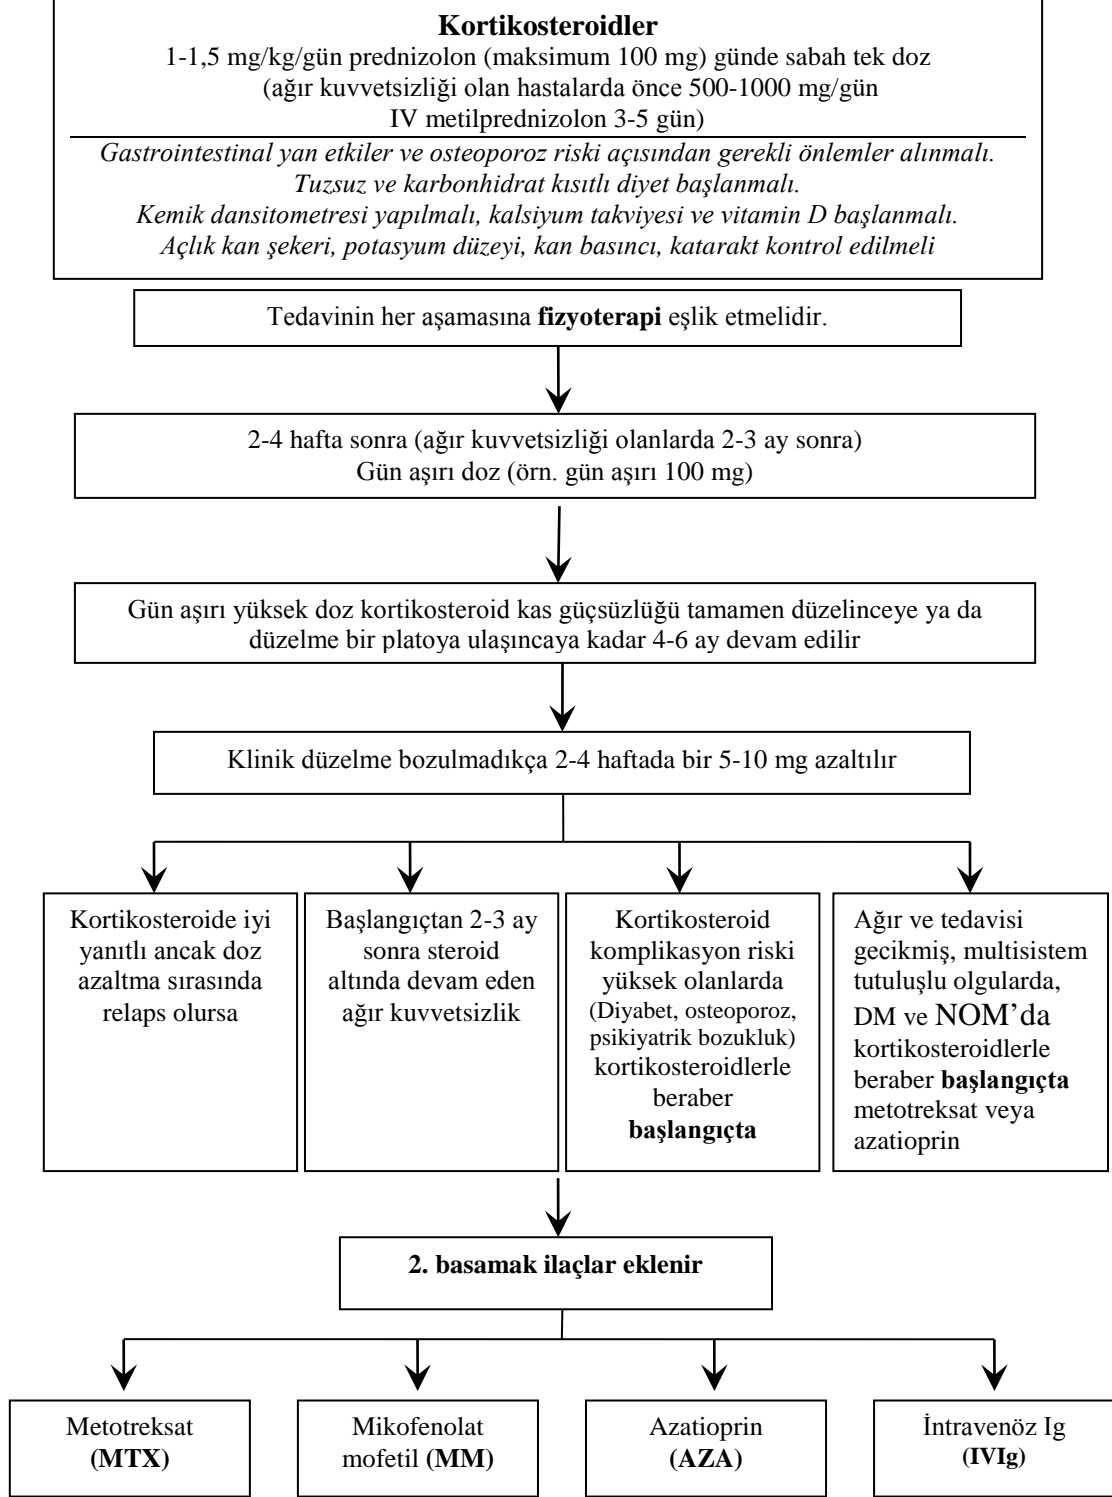 Kortikosteroidler
1-1,5 mg/kg/gün prednizolon (maksimum 100 mg) günde sabah tek doz
(ağır kuvvetsizliği olan hastalarda önce 500-1000 mg/gün
IV metilprednizolon 3-5 gün)
Gastrointestinal yan etkiler ve osteoporoz riski açısından gerekli önlemler alınmalı.
Tuzsuz ve karbonhidrat kısıtlı diyet başlanmalı.
Kemik dansitometresi yapılmalı, kalsiyum takviyesi ve vitamin D başlanmalı.
Açlık kan şekeri, potasyum düzeyi, kan basıncı, katarakt kontrol edilmeli
Tedavinin her aşamasına fizyoterapi eşlik etmelidir.
2-4 hafta sonra (ağır kuvvetsizliği olanlarda 2-3 ay sonra)
Gün aşırı doz (örn. gün aşırı 100 mg)
Gün aşırı yüksek doz kortikosteroid kas güçsüzlüğü tamamen düzelinceye ya da
düzelme bir platoya ulaşıncaya kadar 4-6 ay devam edilir
Klinik düzelme bozulmadıkça 2-4 haftada bir 5-10 mg azaltılır
Kortikosteroide iyi
yanıtlı ancak doz
azaltma sırasında
relaps olursa
Başlangıçtan 2-3 ay
sonra steroid
altında devam eden
ağır kuvvetsizlik
Kortikosteroid
komplikasyon riski
yüksek olanlarda
(Diyabet, osteoporoz,
psikiyatrik bozukluk)
kortikosteroidlerle
beraber
başlangıçta
Ağır ve tedavisi
gecikmiş, multisistem
tutuluşlu olgularda,
DM ve NOM’da
kortikosteroidlerle
beraber başlangıçta
metotreksat veya
azatioprin
2. basamak ilaçlar eklenir
Metotreksat
(MTX)
Mikofenolat
mofetil (MM)
Azatioprin
(AZA)
İntravenöz Ig
(IVIg)